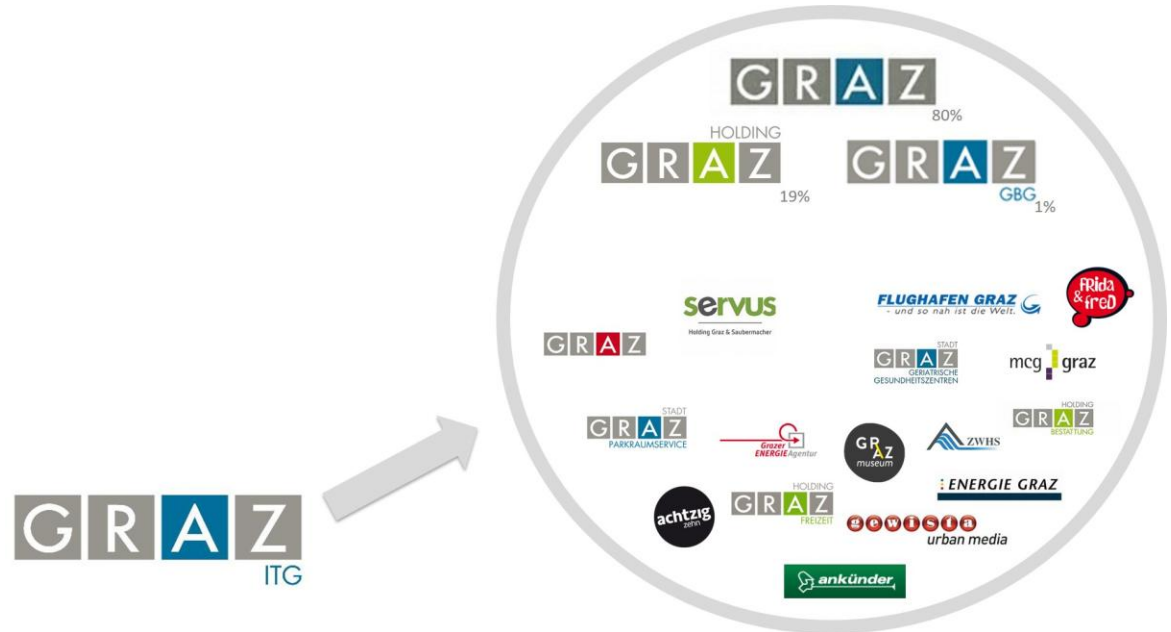 GRAZ
80%
HOLDING
GRAZ
19%
GRAZ
GBG
1%
servus
Holding Graz & Saubermacher
FLUGHAFEN GRAZ
- und so nah ist die Welt.
FRida
& freD
GRAZ
STADT
GRAZ
GERIATRISCHE
GESUNDHEITSZENTREN
mcg graz
STADT
GRAZ
PARKRAUMSERVICE
Grazer
ENERGIEAgentur
GR
AZ
museum
ZWHS
HOLDING
GRAZ
BESTATTUNG
ENERGIE GRAZ
achtzig
zehn
HOLDING
GRAZ
FREIZEIT
gewista
urban media
ankünder
GRAZ
ITG